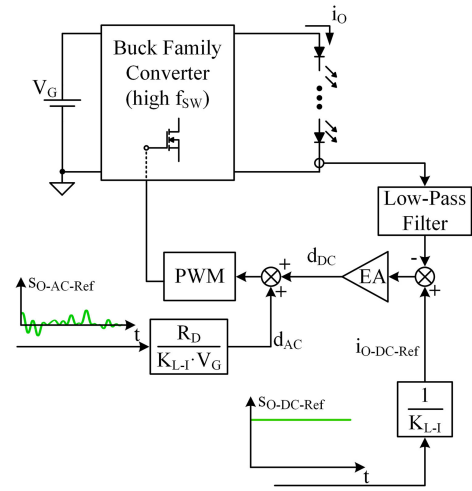 i_O
Buck Family
Converter
(high f_SW)
V_G
Low-Pass
Filter
-
+
d_DC
EA
+
PWM
+
s_O-AC-Ref
t
R_D
K_L-I·V_G
d_AC
i_O-DC-Ref
s_O-DC-Ref
1
K_L-I
t